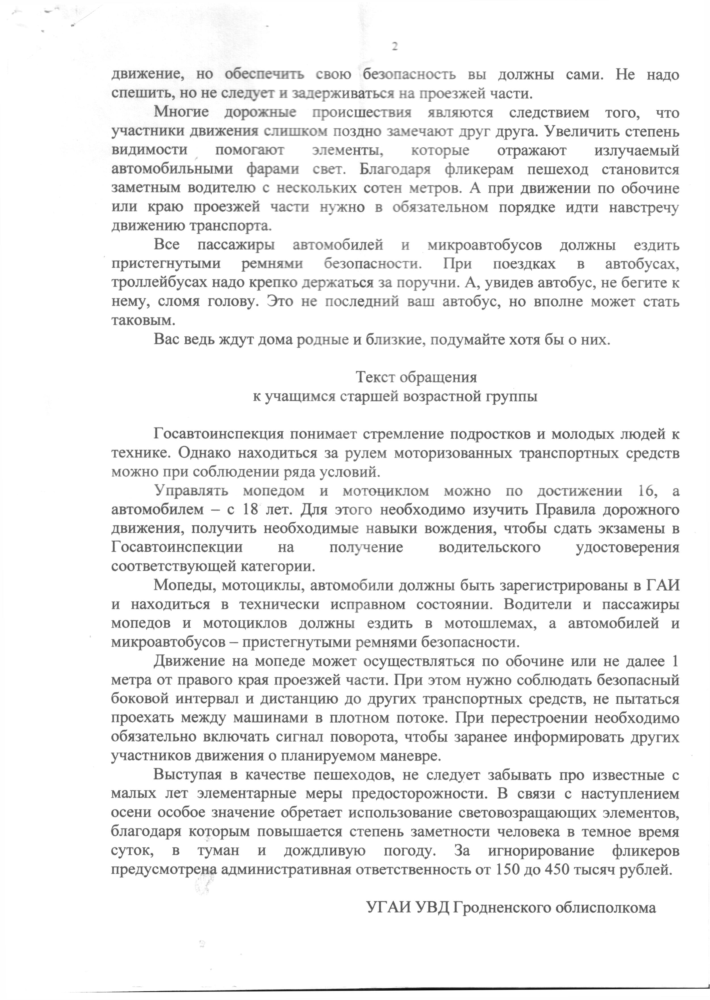 2
движение, но обеспечить свою безопасность вы должны сами. Не надо
спешить, но не следует и задерживаться на проезжей части.
Многие дорожные происшествия являются следствием того, что
участники движения слишком поздно замечают друг друга. Увеличить степень
видимости помогают элементы, которые отражают излучаемый
автомобильными фарами свет. Благодаря фликерам пешеход становится
заметным водителю с нескольких сотен метров. А при движении по обочине
или краю проезжей части нужно в обязательном порядке идти навстречу
движению транспорта.
Все пассажиры автомобилей и микроавтобусов должны ездить
пристегнутыми ремнями безопасности. При поездках в автобусах,
троллейбусах надо крепко держаться за поручни. А, увидев автобус, не бегите к
нему, сломя голову. Это не последний ваш автобус, но вполне может стать
таковым.
Вас ведь ждут дома родные и близкие, подумайте хотя бы о них.
Текст обращения
к учащимся старшей возрастной группы
Госавтоинспекция понимает стремление подростков и молодых людей к
технике. Однако находиться за рулем моторизованных транспортных средств
можно при соблюдении ряда условий.
Управлять мопедом и мотоциклом можно по достижении 16, а
автомобилем – с 18 лет. Для этого необходимо изучить Правила дорожного
движения, получить необходимые навыки вождения, чтобы сдать экзамены в
Госавтоинспекции на получение водительского удостоверения
соответствующей категории.
Мопеды, мотоциклы, автомобили должны быть зарегистрированы в ГАИ
и находиться в технически исправном состоянии. Водители и пассажиры
мопедов и мотоциклов должны ездить в мотошлемах, а автомобилей и
микроавтобусов – пристегнутыми ремнями безопасности.
Движение на мопеде может осуществляться по обочине или не далее 1
метра от правого края проезжей части. При этом нужно соблюдать безопасный
боковой интервал и дистанцию до других транспортных средств, не пытаться
проехать между машинами в плотном потоке. При перестроении необходимо
обязательно включать сигнал поворота, чтобы заранее информировать других
участников движения о планируемом маневре.
Выступая в качестве пешеходов, не следует забывать про известные с
малых лет элементарные меры предосторожности. В связи с наступлением
осени особое значение обретает использование световозращающих элементов,
благодаря которым повышается степень заметности человека в темное время
суток, в туман и дождливую погоду. За игнорирование фликеров
предусмотрена административная ответственность от 150 до 450 тысяч рублей.
УГАИ УВД Гродненского облисполкома